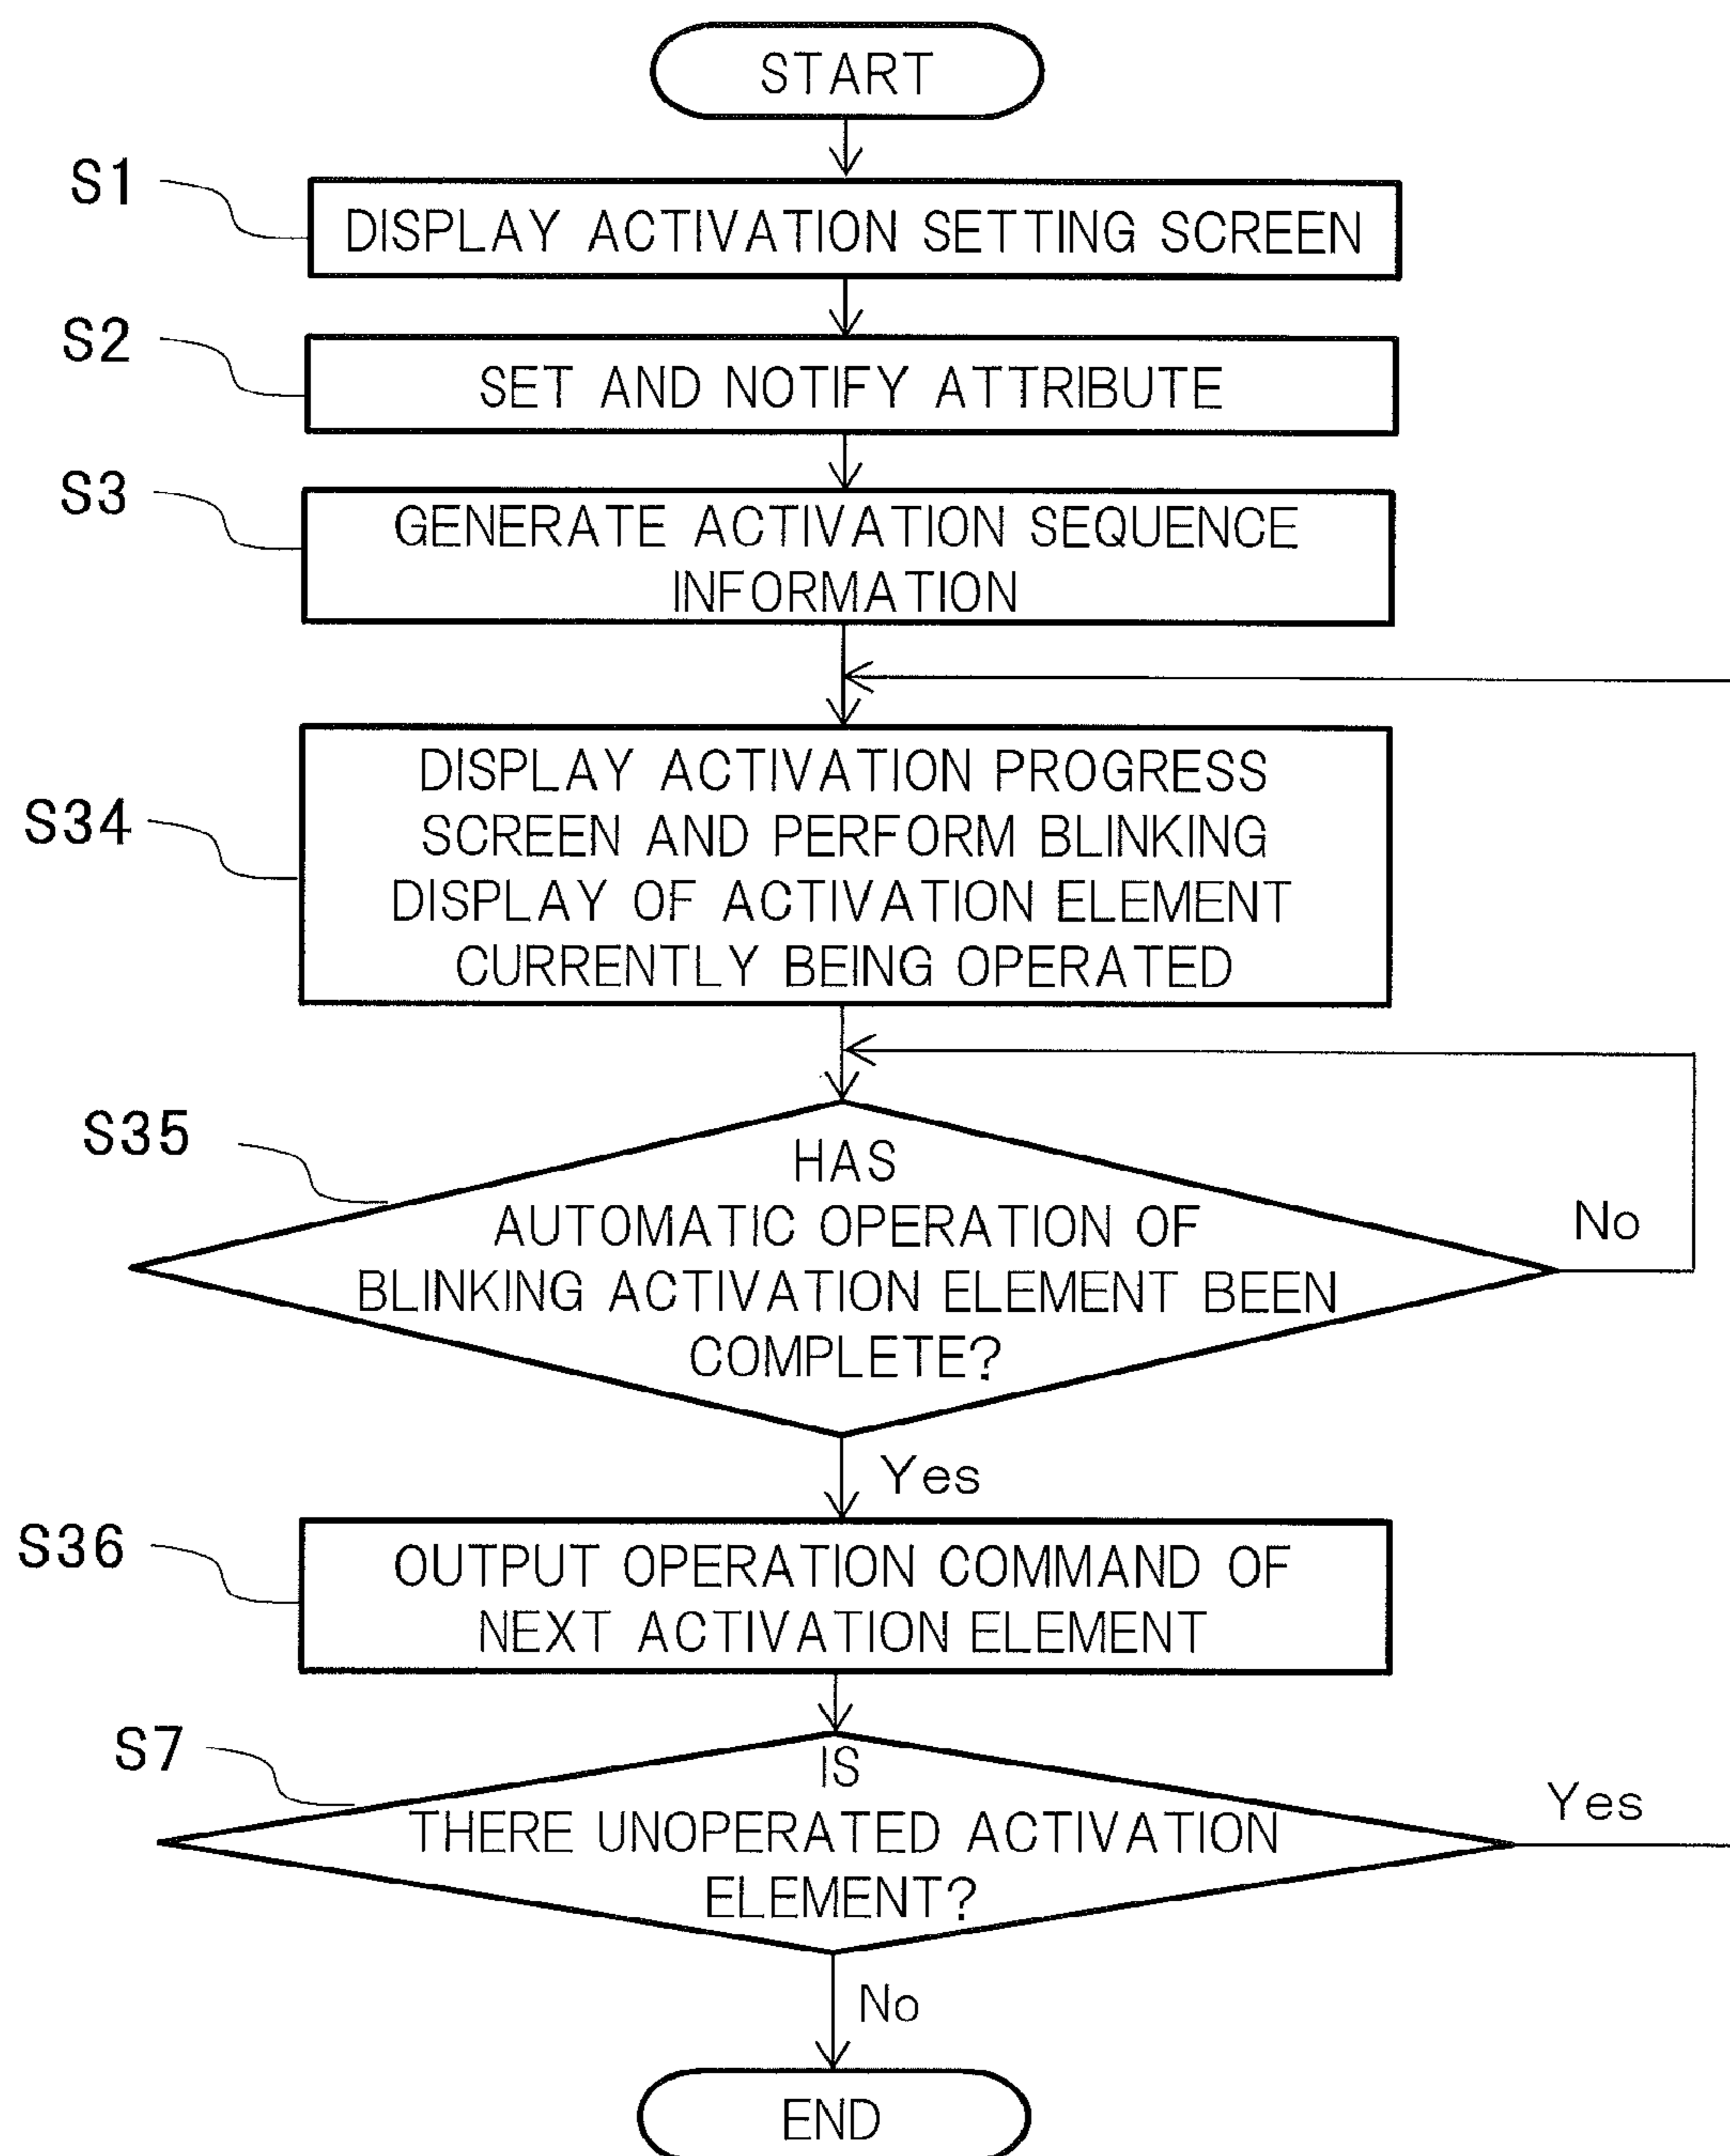 START
S1
DISPLAY ACTIVATION SETTING SCREEN
S2
SET AND NOTIFY ATTRIBUTE
S3
GENERATE ACTIVATION SEQUENCE
INFORMATION
S34
DISPLAY ACTIVATION PROGRESS
SCREEN AND PERFORM BLINKING
DISPLAY OF ACTIVATION ELEMENT
CURRENTLY BEING OPERATED
S35
HAS
AUTOMATIC OPERATION OF
BLINKING ACTIVATION ELEMENT BEEN
COMPLETE?
No
Yes
S36
OUTPUT OPERATION COMMAND OF
NEXT ACTIVATION ELEMENT
S7
IS
THERE UNOPERATED ACTIVATION
ELEMENT?
Yes
No
END